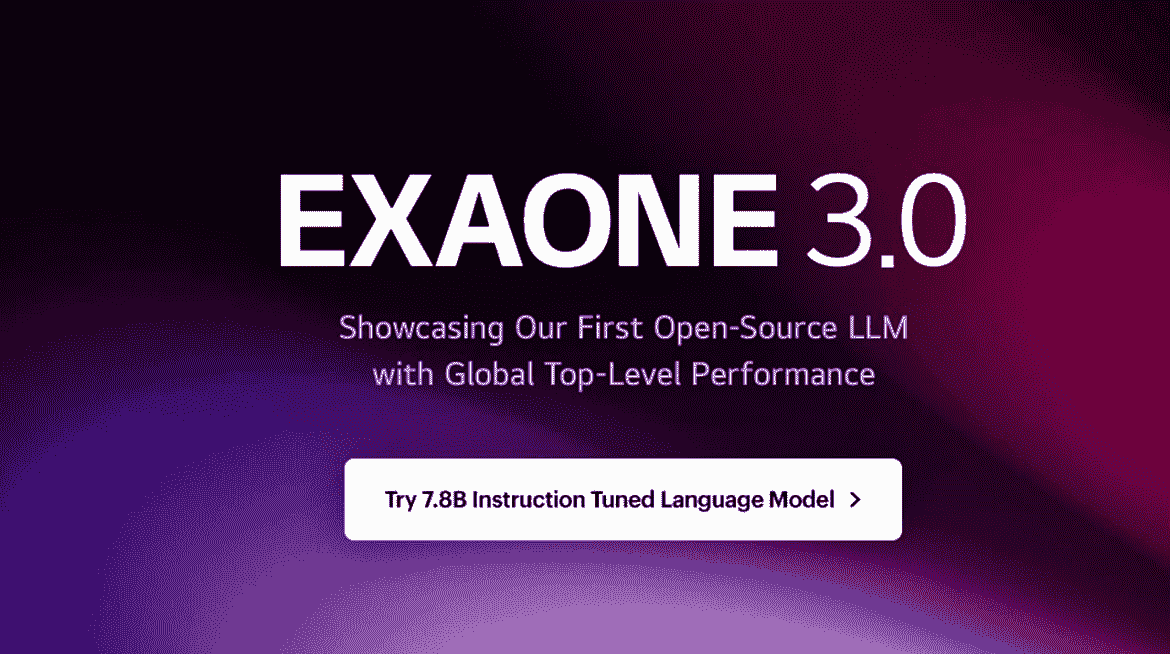 EXAONE 3.0
Showcasing Our First Open-Source LLM
with Global Top-Level Performance
Try 7.8B Instruction Tuned Language Model >